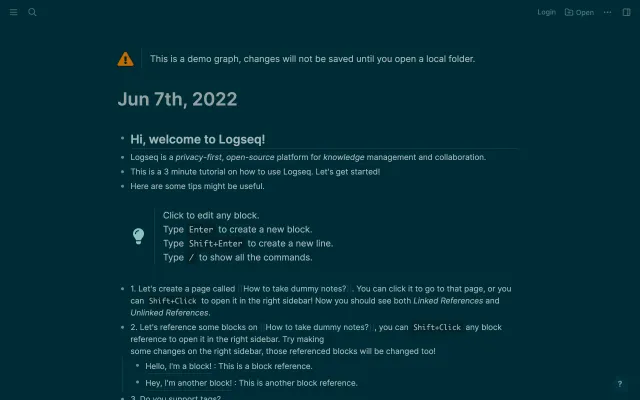 Login
Open
This is a demo graph, changes will not be saved until you open a local folder.
Jun 7th, 2022
Hi, welcome to Logseq!
Logseq is a privacy-first, open-source platform for knowledge management and collaboration.
This is a 3 minute tutorial on how to use Logseq. Let's get started!
Here are some tips might be useful.
Click to edit any block.
Type Enter to create a new block.
Type Shift+Enter to create a new line.
Type / to show all the commands.
1. Let's create a page called How to take dummy notes? . You can click it to go to that page, or you
can Shift+Click to open it in the right sidebar! Now you should see both Linked References and
Unlinked References.
2. Let's reference some blocks on How to take dummy notes? , you can Shift+Click any block
reference to open it in the right sidebar. Try making
some changes on the right sidebar, those referenced blocks will be changed too!
Hello, I'm a block! : This is a block reference.
Hey, I'm another block! : This is another block reference.
3. Do you support tags?
?